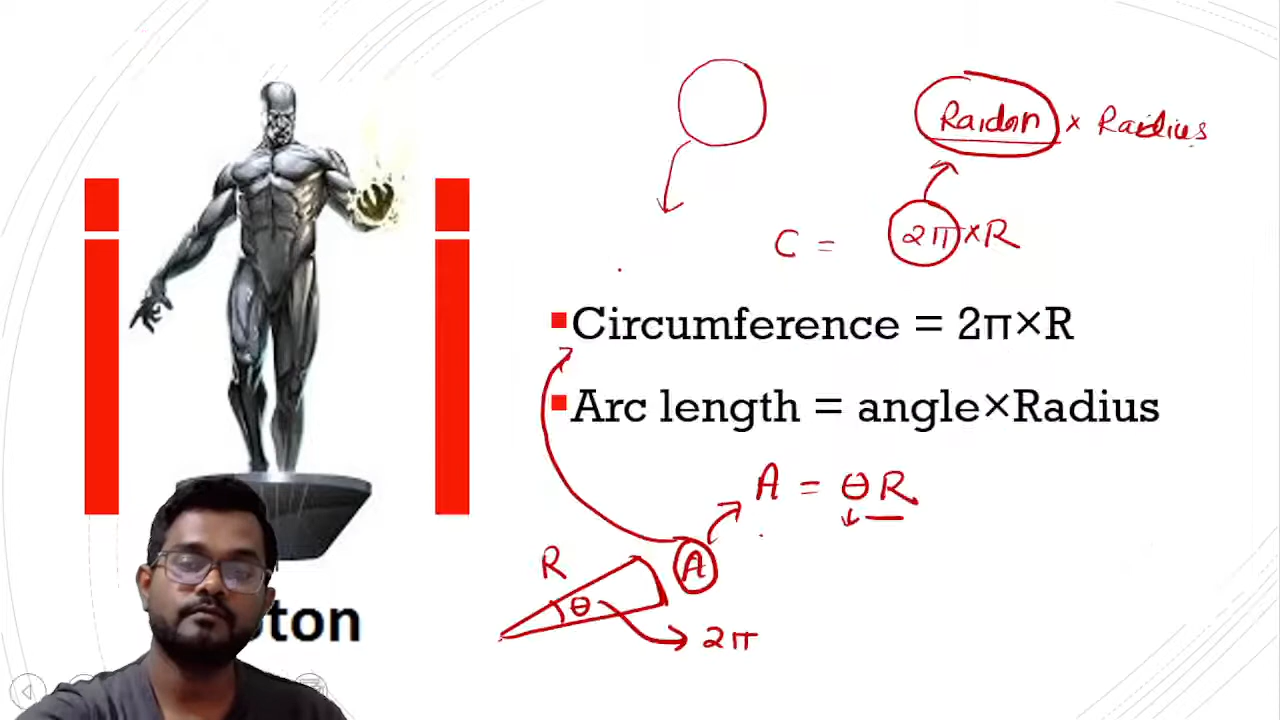 Raidan × Radius
C = 2π×R
Circumference = 2π×R
Arc length = angle×Radius
A = θR
R
A
θ
2π
ton